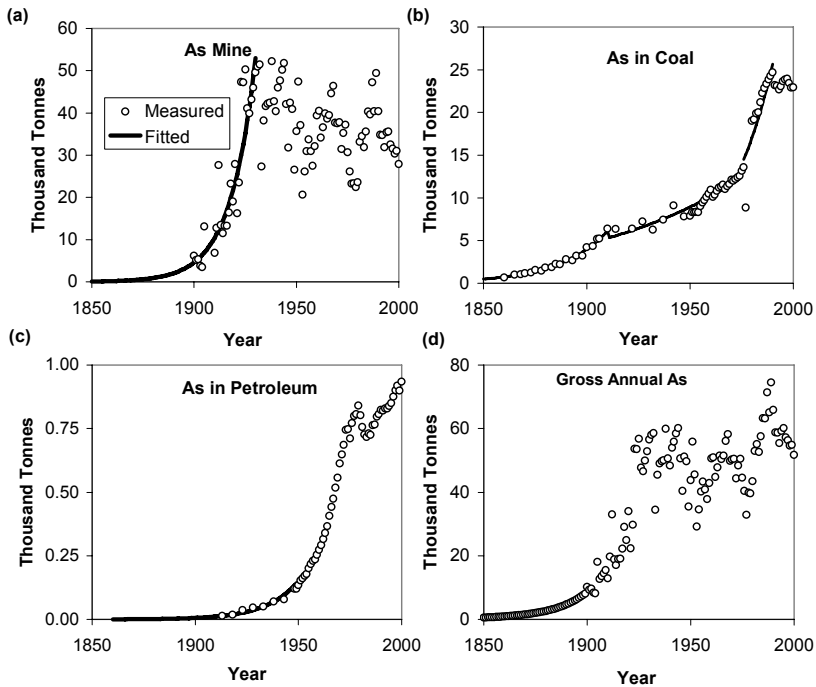 (a)
As Mine
Thousand Tonnes
60
50
40
30
20
10
0
Measured
Fitted
1850 1900 1950 2000
Year
(b)
As in Coal
Thousand Tonnes
30
25
20
15
10
5
0
1850 1900 1950 2000
Year
(c)
As in Petroleum
Thousand Tonnes
1.00
0.75
0.50
0.25
0.00
1850 1900 1950 2000
Year
(d)
Gross Annual As
Thousand Tonnes
80
60
40
20
0
1850 1900 1950 2000
Year